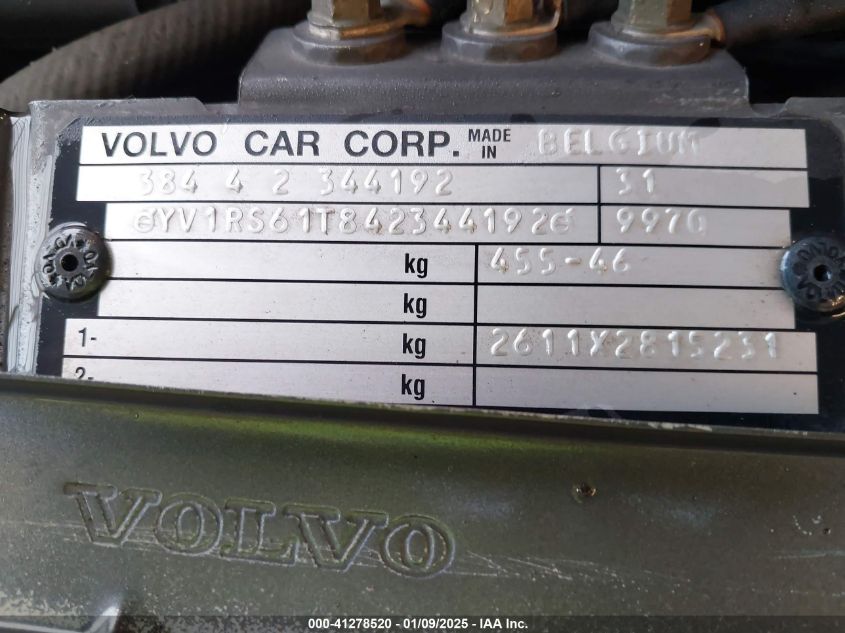 VOLVO CAR CORP. MADE IN BELGIUM
384 4 2 344192 31
YV1RS61T842344192 9970
kg 455-46
kg
1- kg 2611X2815231
2- kg
VOLVO
000-41278520 - 01/09/2025 - IAA Inc.